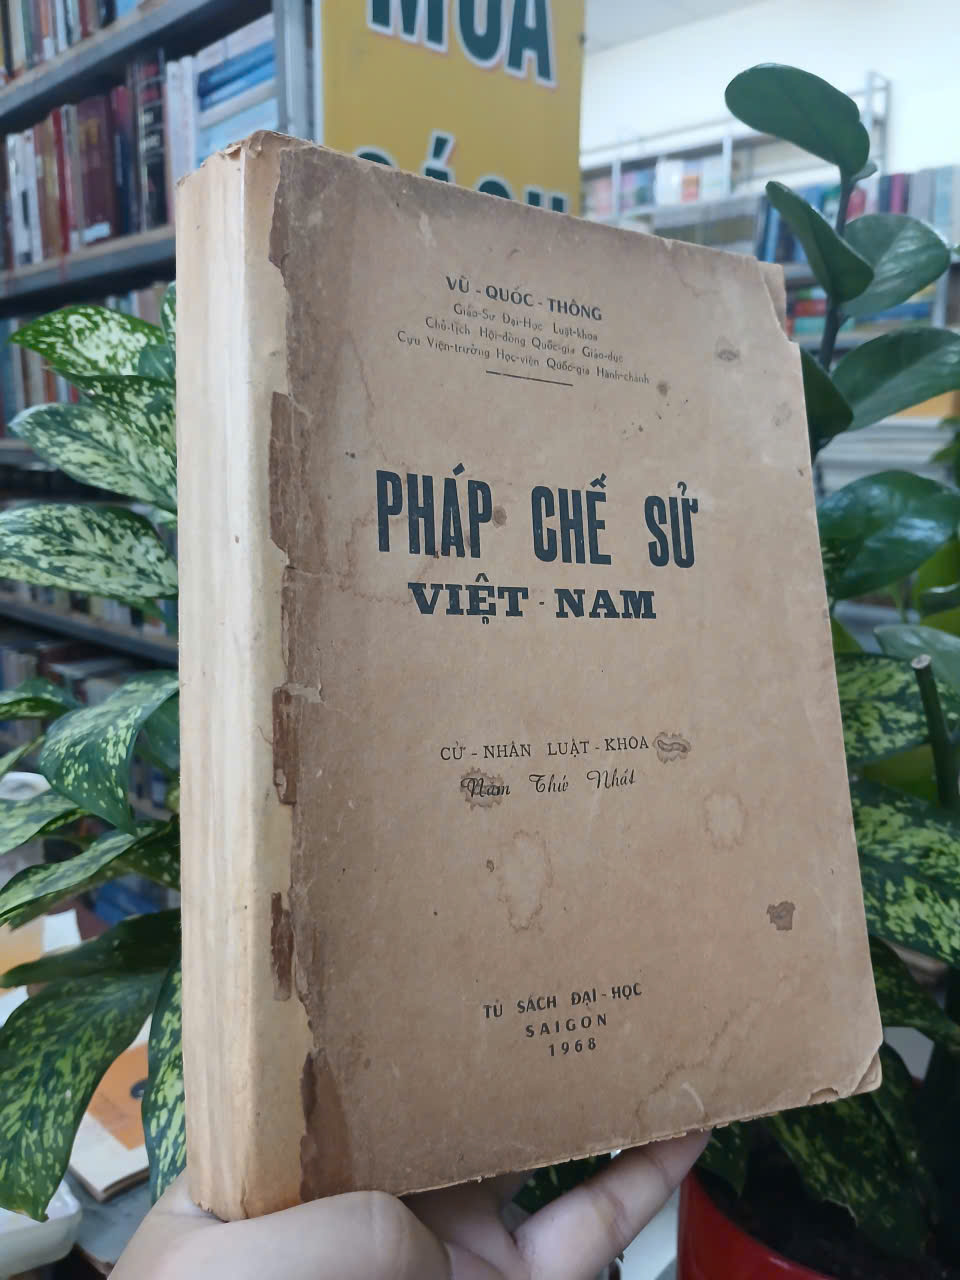 MUA
SÁCH
VŨ - QUỐC - THÔNG
Giáo-Sư Đại-Học Luật-khoa
Chủ-tịch Hội-đồng Quốc-gia Giáo-dục
Cựu Viện-trưởng Học-viện Quốc-gia Hành-chánh
PHÁP CHẾ SỬ
VIỆT - NAM
CỬ - NHÂN LUẬT - KHOA
Năm Thứ Nhất
TỦ SÁCH ĐẠI - HỌC
SAIGON
1968